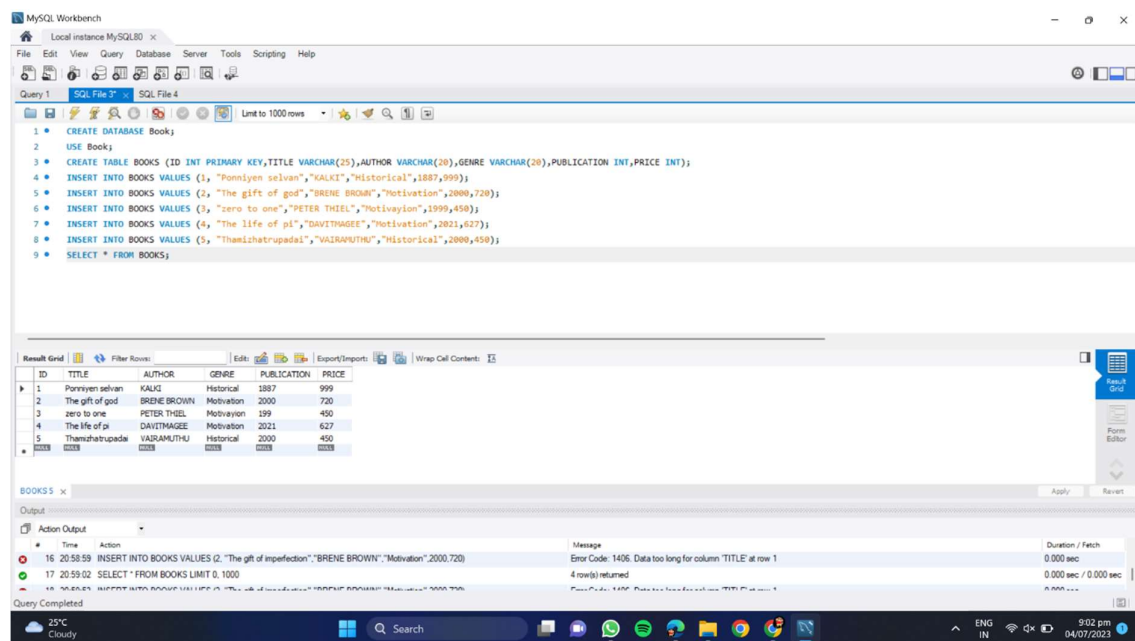 MySQL Workbench
Local instance MySQL80 ×
File Edit View Query Database Server Tools Scripting Help
Query 1 SQL File 3* × SQL File 4
Limit to 1000 rows
1 CREATE DATABASE Book;
2 USE Book;
3 CREATE TABLE BOOKS (ID INT PRIMARY KEY,TITLE VARCHAR(25),AUTHOR VARCHAR(20),GENRE VARCHAR(20),PUBLICATION INT,PRICE INT);
4 INSERT INTO BOOKS VALUES (1, "Ponniyen selvan","KALKI","Historical",1887,999);
5 INSERT INTO BOOKS VALUES (2, "The gift of god","BRENE BROWN","Motivation",2000,720);
6 INSERT INTO BOOKS VALUES (3, "zero to one","PETER THIEL","Motivayion",1999,450);
7 INSERT INTO BOOKS VALUES (4, "The life of pi","DAVITMAGEE","Motivation",2021,627);
8 INSERT INTO BOOKS VALUES (5, "Thamizhatrupadai","VAIRAMUTHU","Historical",2000,450);
9 SELECT * FROM BOOKS;
Result Grid Filter Rows: Edit: Export/Import: Wrap Cell Content:
ID TITLE AUTHOR GENRE PUBLICATION PRICE
1 Ponniyen selvan KALKI Historical 1887 999
2 The gift of god BRENE BROWN Motivation 2000 720
3 zero to one PETER THIEL Motivayion 199 450
4 The life of pi DAVITMAGEE Motivation 2021 627
5 Thamizhatrupadai VAIRAMUTHU Historical 2000 450
NULL NULL NULL NULL NULL NULL
Result Grid
Form Editor
BOOKS 5 × Apply Revert
Output
Action Output
# Time Action Message Duration / Fetch
16 20:58:59 INSERT INTO BOOKS VALUES (2, "The gift of imperfection","BRENE BROWN","Motivation",2000,720) Error Code: 1406. Data too long for column 'TITLE' at row 1 0.000 sec
17 20:59:02 SELECT * FROM BOOKS LIMIT 0, 1000 4 row(s) returned 0.000 sec / 0.000 sec
Query Completed
25°C
Cloudy
Search
ENG
IN
9:02 pm
04/07/2023
1